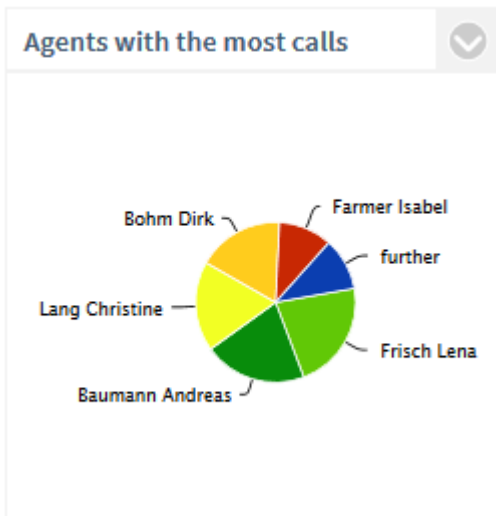 Agents with the most calls
Farmer Isabel
Bohm Dirk
further
Lang Christine
Frisch Lena
Baumann Andreas